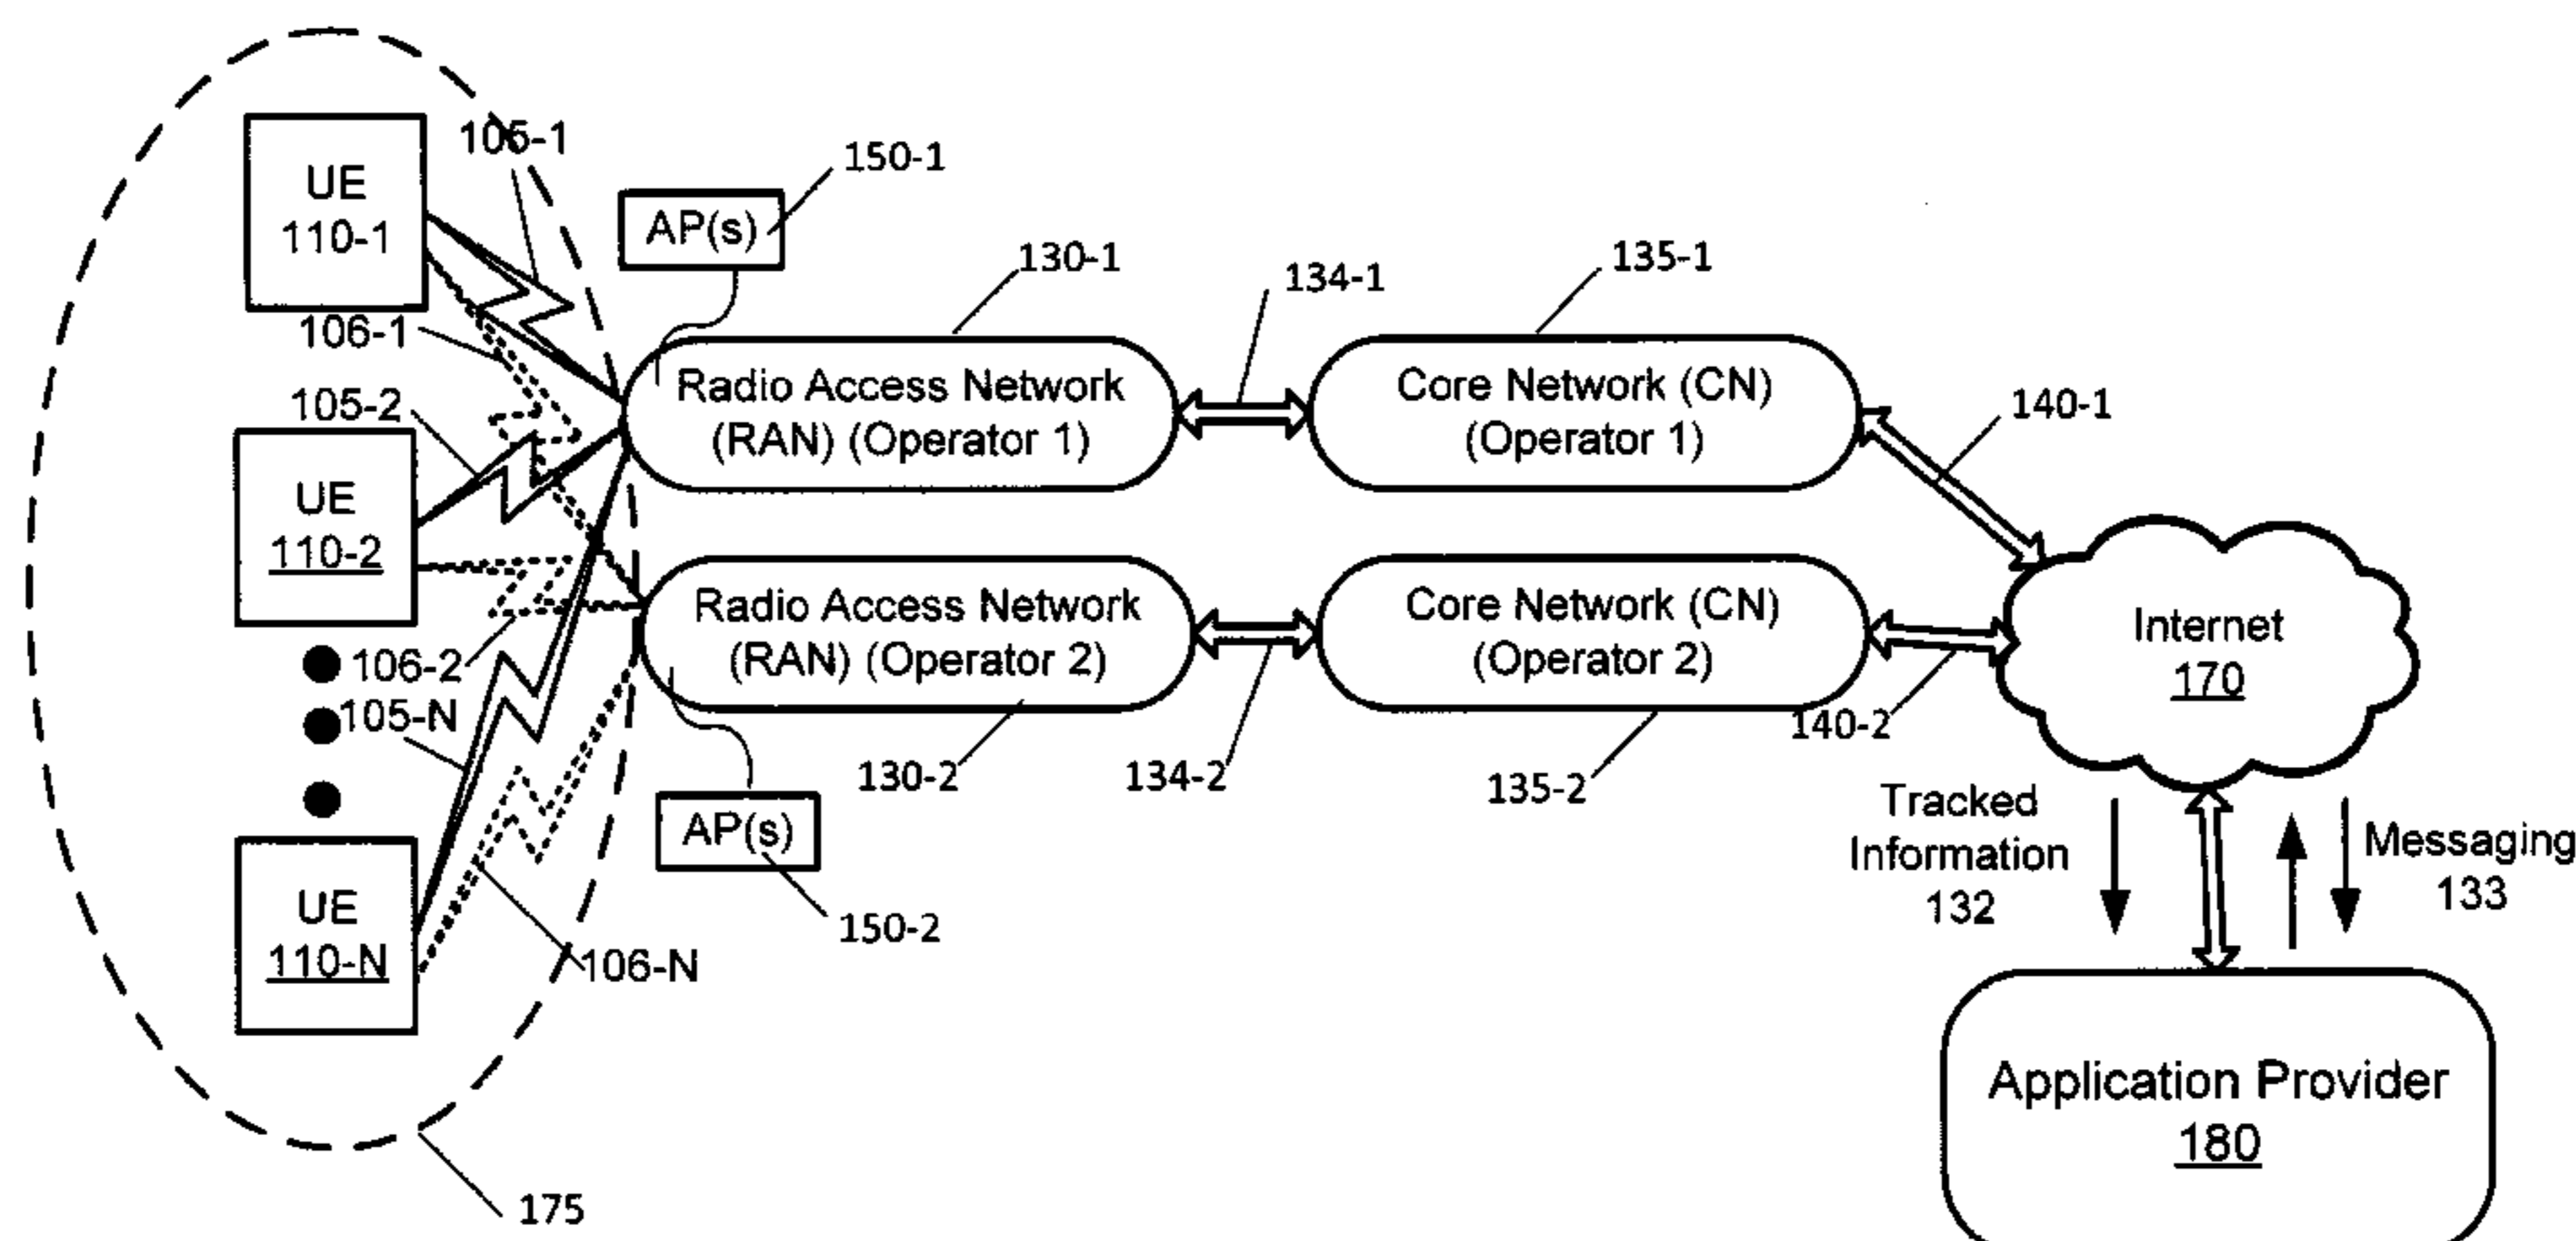 UE
110-1
105-1
AP(s)
150-1
106-1
130-1
134-1
135-1
105-2
Radio Access Network
(RAN) (Operator 1)
Core Network (CN)
(Operator 1)
140-1
UE
110-2
106-2
105-N
Radio Access Network
(RAN) (Operator 2)
Core Network (CN)
(Operator 2)
Internet
170
130-2
134-2
135-2
140-2
AP(s)
150-2
Tracked
Information
132
Messaging
133
UE
110-N
106-N
Application Provider
180
175